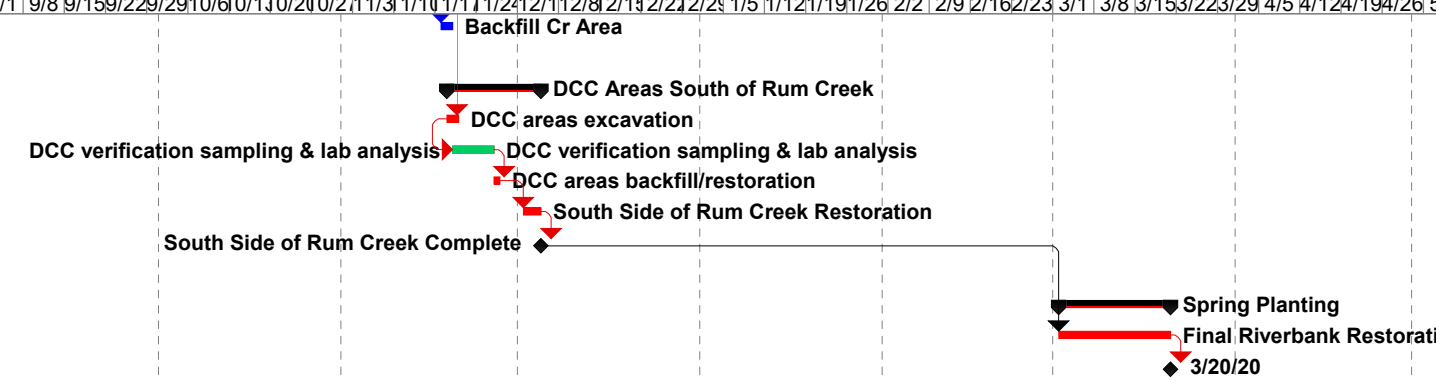 /1 9/8 9/15 9/22 9/29 10/6 10/13 10/20 10/27 11/3 11/10 11/17 11/24 12/1 12/8 12/15 12/22 12/29 1/5 1/12 1/19 1/26 2/2 2/9 2/16 2/23 3/1 3/8 3/15 3/22 3/29 4/5 4/12 4/19 4/26 5
Backfill Cr Area
DCC Areas South of Rum Creek
DCC areas excavation
DCC verification sampling & lab analysis DCC verification sampling & lab analysis
DCC areas backfill/restoration
South Side of Rum Creek Restoration
South Side of Rum Creek Complete
Spring Planting
Final Riverbank Restorati
3/20/20